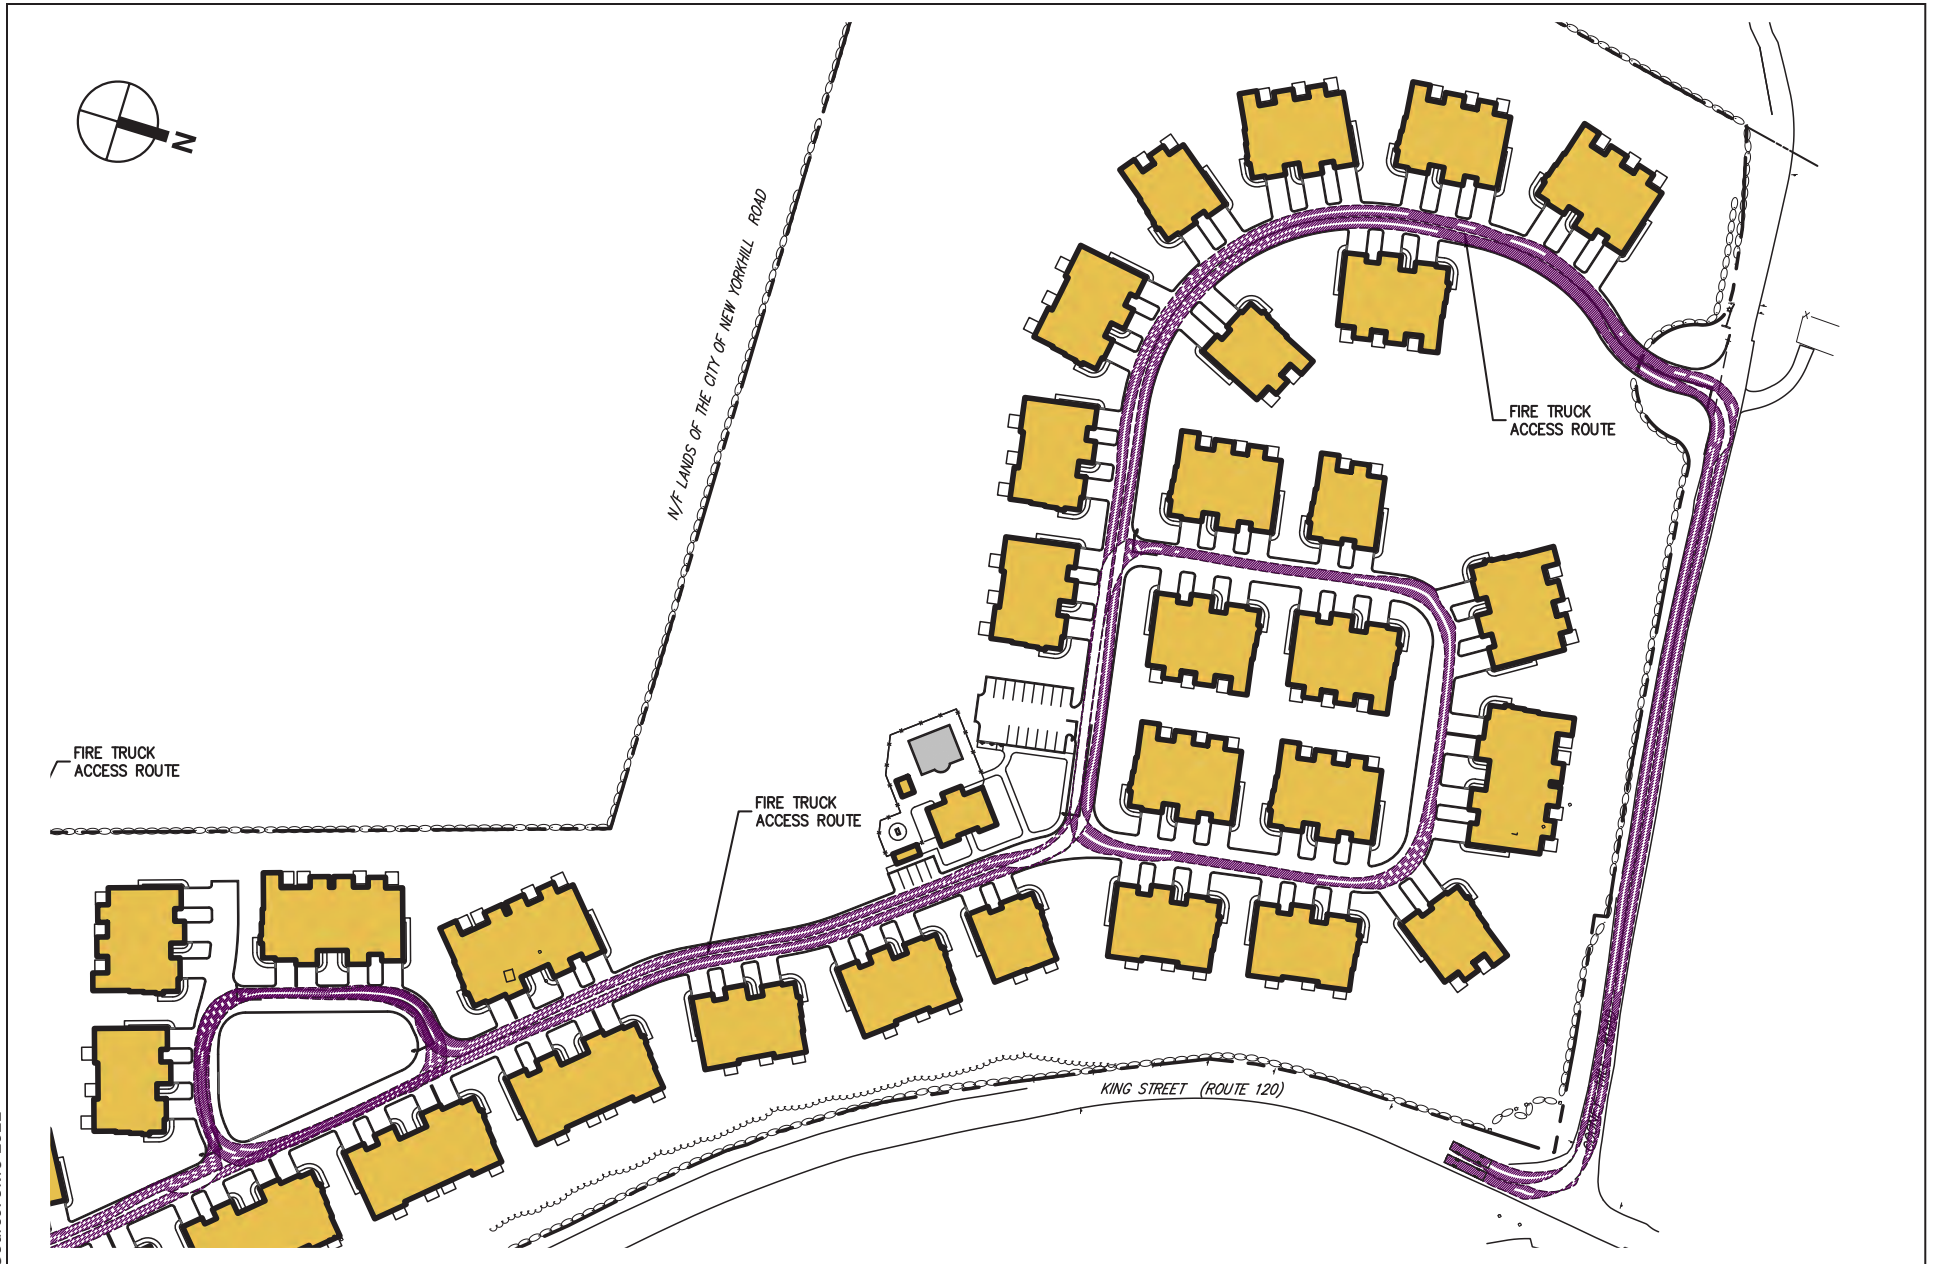 N
N/F LANDS OF THE CITY OF NEW YORKHILL ROAD
FIRE TRUCK
ACCESS ROUTE
FIRE TRUCK
ACCESS ROUTE
FIRE TRUCK
ACCESS ROUTE
KING STREET (ROUTE 120)